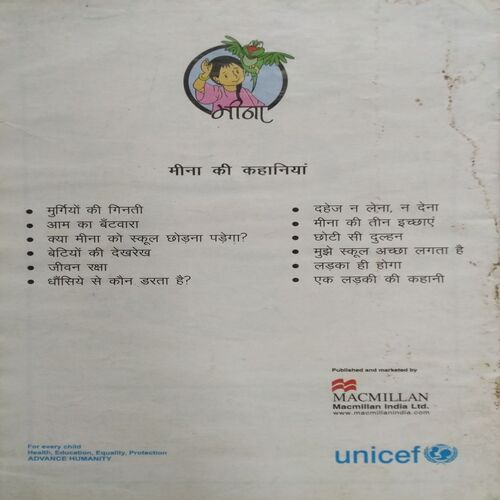 मीना
मीना की कहानियां
मुर्गियों की गिनती
आम का बँटवारा
क्या मीना को स्कूल छोड़ना पड़ेगा?
बेटियों की देखरेख
जीवन रक्षा
धौंसिये से कौन डरता है?
दहेज न लेना, न देना
मीना की तीन इच्छाएं
छोटी सी दुल्हन
मुझे स्कूल अच्छा लगता है
लड़का ही होगा
एक लड़की की कहानी
Published and marketed by
MACMILLAN
Macmillan India Ltd.
www.macmillanindia.com
For every child
Health, Education, Equality, Protection
ADVANCE HUMANITY
unicef